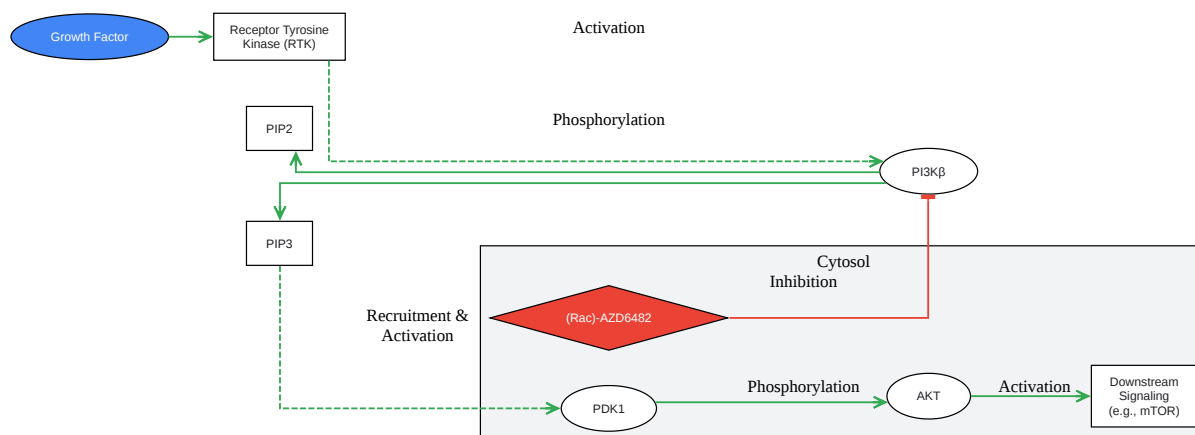 Activation
Growth Factor
Receptor Tyrosine
Kinase (RTK)
PIP2
Phosphorylation
PI3Kβ
PIP3
Cytosol
Inhibition
Recruitment &
Activation
(Rac)-AZD6482
PDK1
Phosphorylation
AKT
Activation
Downstream
Signaling
(e.g., mTOR)